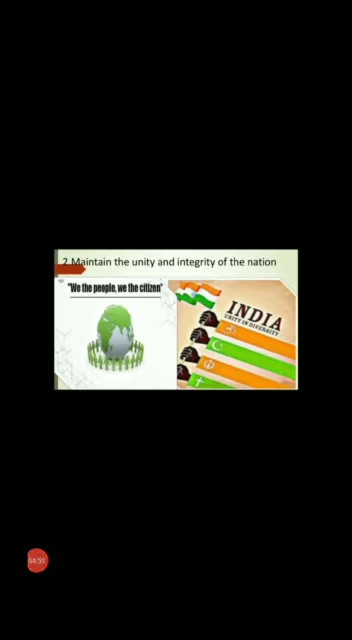 2 Maintain the unity and integrity of the nation
"We the people, we the citizen"
INDIA
UNITY IN DIVERSITY
04:59